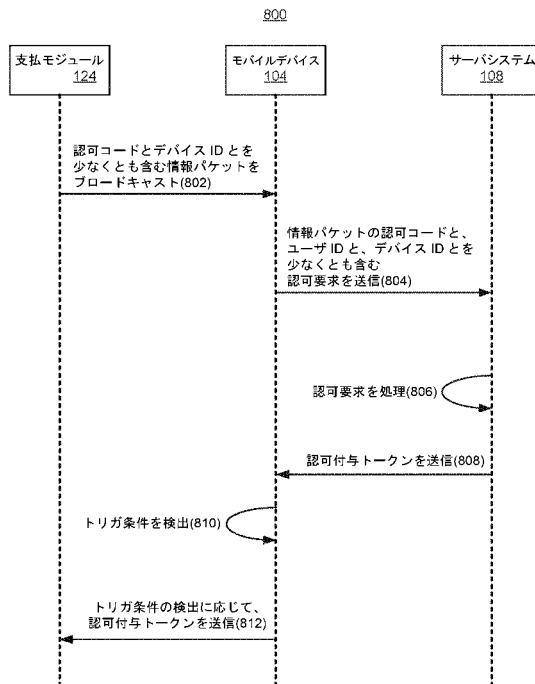 800
支払モジュール
124
モバイルデバイス
104
サーバシステム
108
認可コードとデバイス ID とを
少なくとも含む情報パケットを
ブロードキャスト(802)
情報パケットの認可コードと、
ユーザ ID と、デバイス ID とを
少なくとも含む
認可要求を送信(804)
認可要求を処理(806)
認可付与トークンを送信(808)
トリガ条件を検出(810)
トリガ条件の検出に応じて、
認可付与トークンを送信(812)